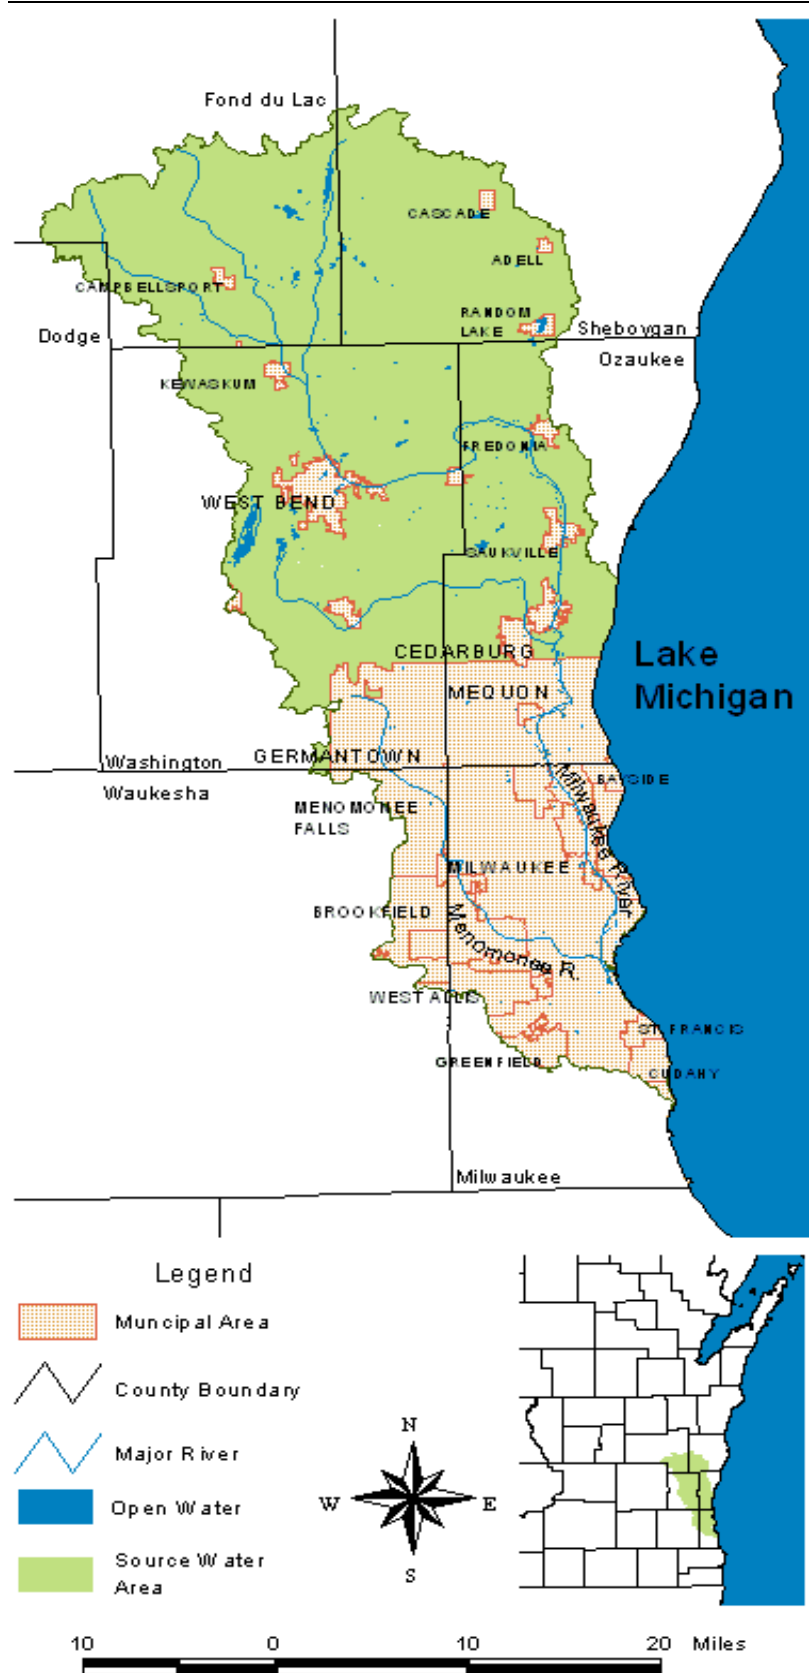 Fond du Lac
CASCADE
ADELL
CAMPBELLSPORT
RANDOM
LAKE
Sheboygan
Dodge
Ozaukee
KEWASKUM
FREDONIA
WEST BEND
SAUKVILLE
CEDARBURG
Lake
Michigan
MEQUON
GERMANTOWN
Washington
Waukesha
BAYSIDE
MENOMONEE
FALLS
Milwaukee River
MILWAUKEE
BROOKFIELD
Menomonee R.
WEST ALLIS
ST. FRANCIS
GREENFIELD
CUDAHY
Milwaukee
Legend
Muncipal Area
County Boundary
Major River
Open Water
Source Water
Area
N
W
E
S
10 0 10 20 Miles